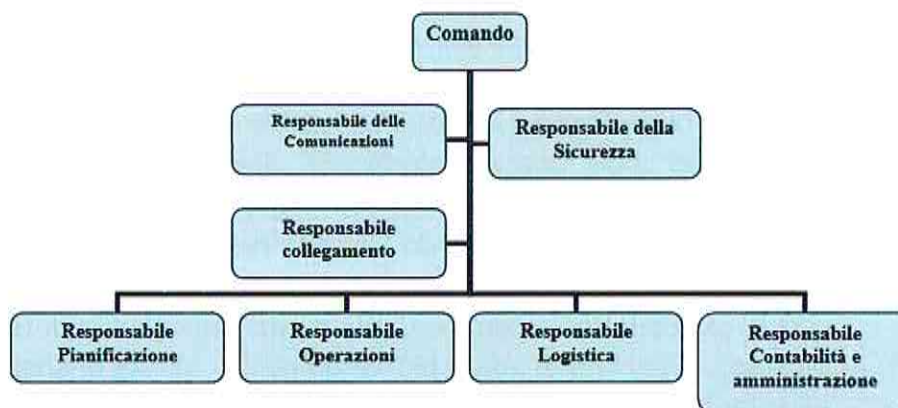 Comando
Responsabile delle
Comunicazioni
Responsabile della
Sicurezza
Responsabile
collegamento
Responsabile
Pianificazione
Responsabile
Operazioni
Responsabile
Logistica
Responsabile
Contabilità e
amministrazione